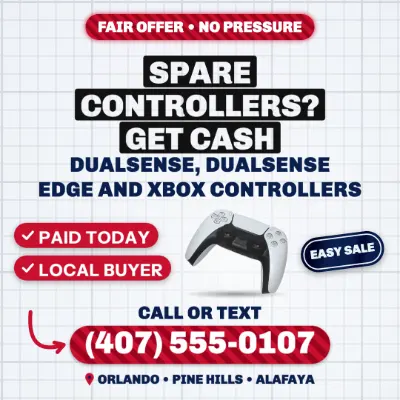 FAIR OFFER • NO PRESSURE
SPARE
CONTROLLERS?
GET CASH
DUALSENSE, DUALSENSE
EDGE AND XBOX CONTROLLERS
✓ PAID TODAY
✓ LOCAL BUYER
EASY SALE
CALL OR TEXT
(407) 555-0107
ORLANDO • PINE HILLS • ALAFAYA